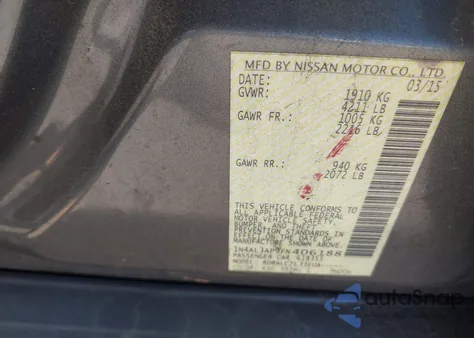 MFD BY NISSAN MOTOR CO., LTD.
DATE: 03/15
GVWR: 1910 KG
4211 LB
GAWR FR.: 1005 KG
2216 LB
GAWR RR.: 940 KG
2072 LB
THIS VEHICLE CONFORMS TO
ALL APPLICABLE FEDERAL
MOTOR VEHICLE SAFETY,
BUMPER, AND THEFT
PREVENTION STANDARDS
IN EFFECT ON THE DATE OF
MANUFACTURE SHOWN ABOVE.
1N4AL3AP9FN406188
PASSENGER CAR
MODEL:
autoSnap